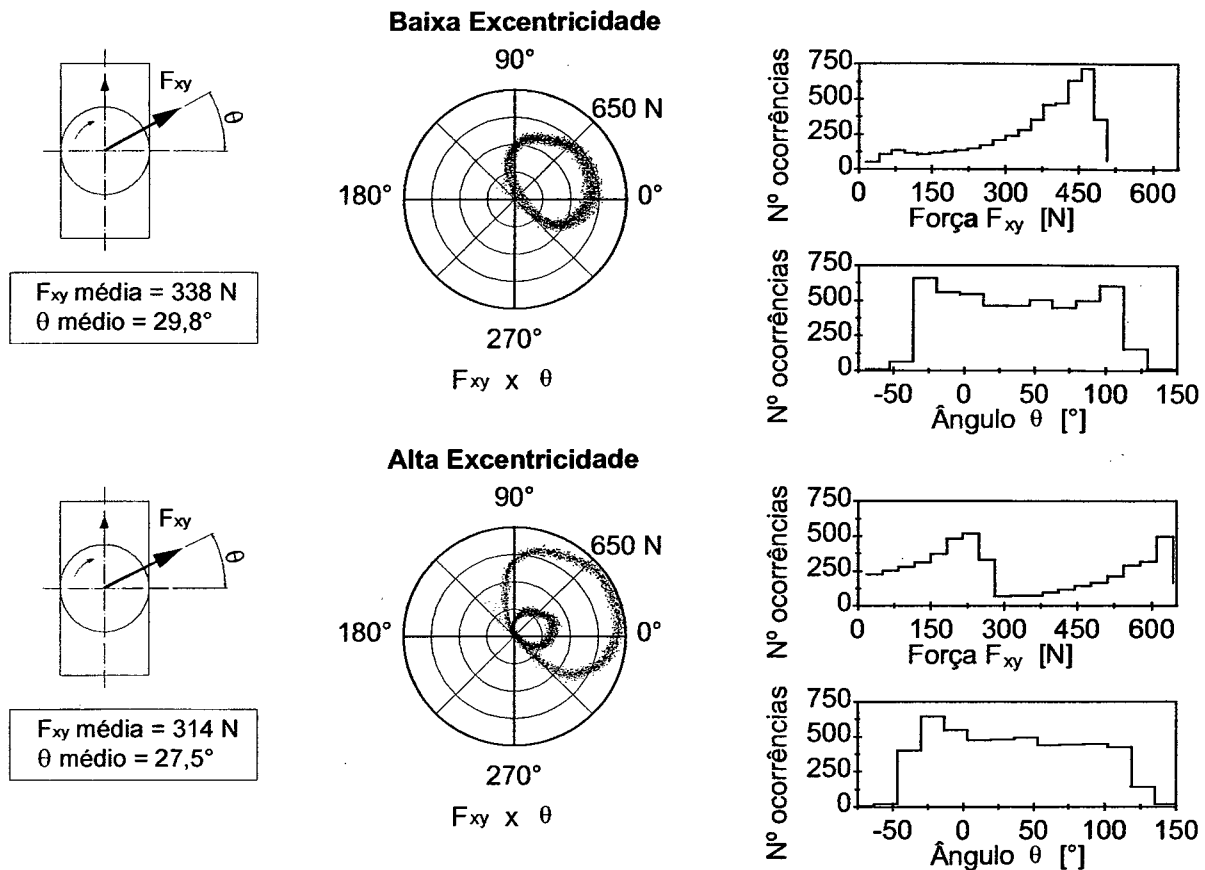 Baixa Excentricidade
Fxy
θ
Fxy média = 338 N
θ médio = 29,8°
90°
650 N
180°
0°
270°
Fxy x θ
Nº ocorrências
750
500
250
0
0 150 300 450 600
Força Fxy [N]
Nº ocorrências
750
500
250
0
-50 0 50 100 150
Ângulo θ [°]
Alta Excentricidade
Fxy
θ
Fxy média = 314 N
θ médio = 27,5°
90°
650 N
180°
0°
270°
Fxy x θ
Nº ocorrências
750
500
250
0
0 150 300 450 600
Força Fxy [N]
Nº ocorrências
750
500
250
0
-50 0 50 100 150
Ângulo θ [°]